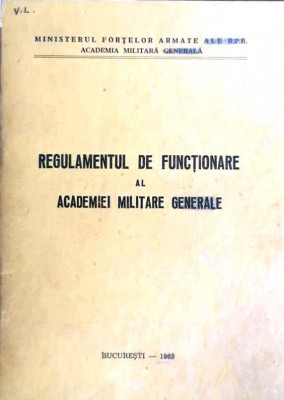 V.L.
MINISTERUL FORȚELOR ARMATE ALE R.P.R.
ACADEMIA MILITARĂ GENERALĂ
REGULAMENTUL DE FUNCȚIONARE
AL
ACADEMIEI MILITARE GENERALE
BUCUREȘTI — 1963